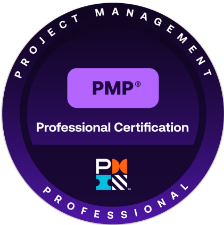 PROJECT MANAGEMENT
PMP®
Professional Certification
PMI
PROFESSIONAL